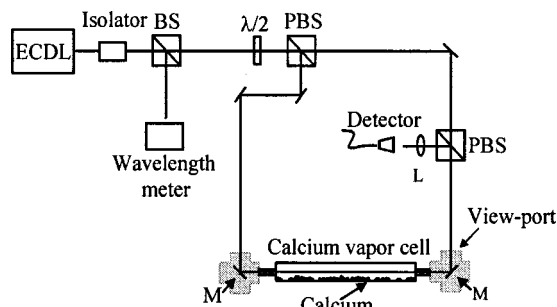 Isolator
BS
λ/2
PBS
ECDL
Wavelength
meter
Detector
L
PBS
View-port
Calcium vapor cell
M
Calcium
M